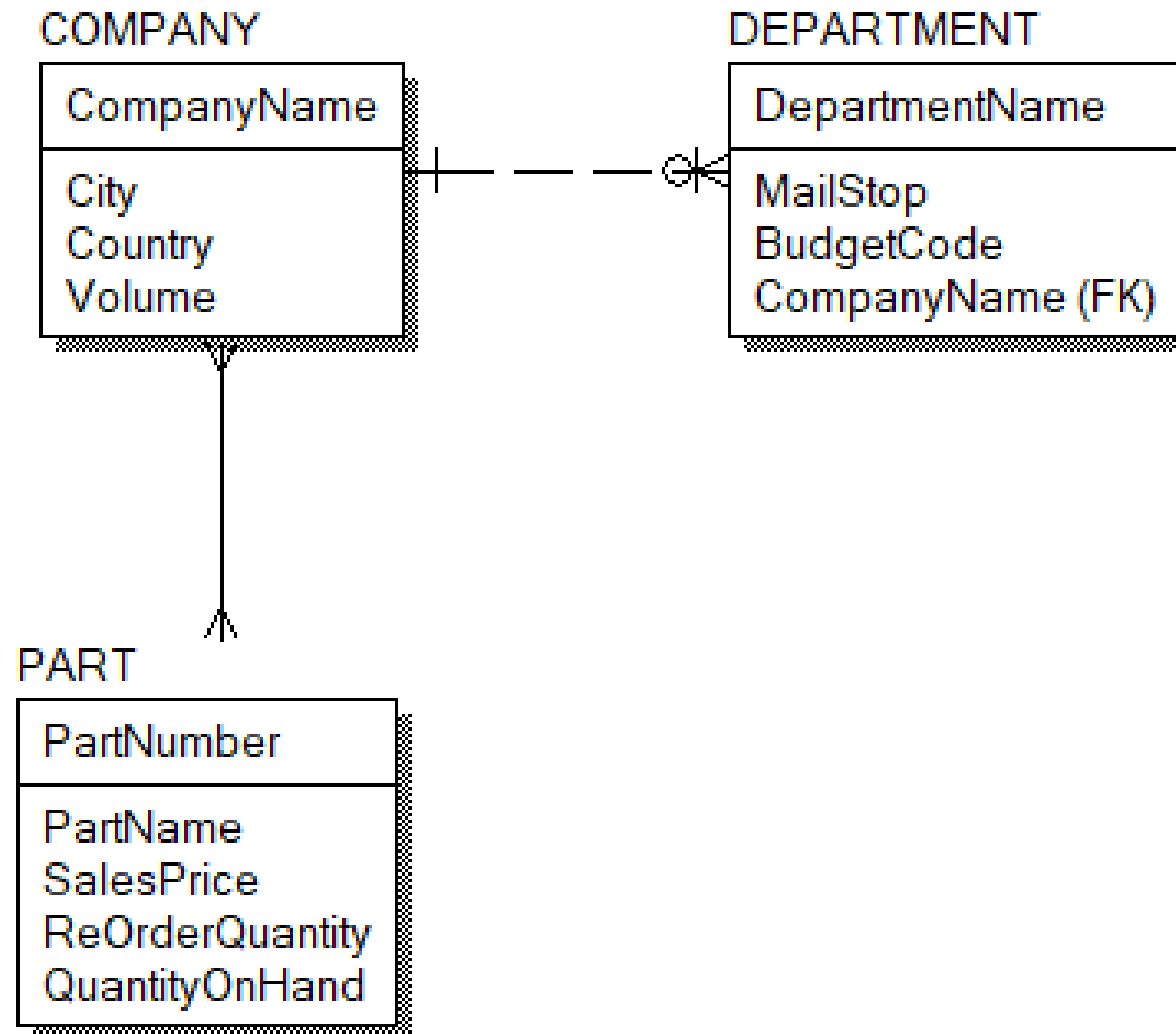 COMPANY
CompanyName
City
Country
Volume
DEPARTMENT
DepartmentName
MailStop
BudgetCode
CompanyName (FK)
PART
PartNumber
PartName
SalesPrice
ReOrderQuantity
QuantityOnHand